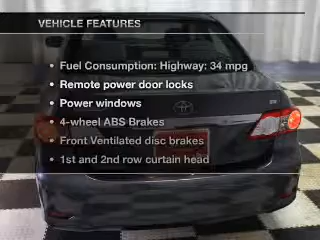 VEHICLE FEATURES
• Fuel Consumption: Highway: 34 mpg
• Remote power door locks
• Power windows
• 4-wheel ABS Brakes
• Front Ventilated disc brakes
• 1st and 2nd row curtain head